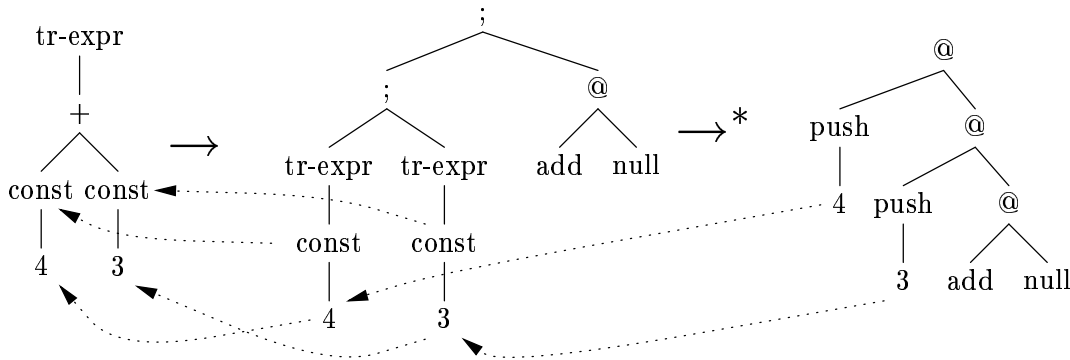 ;
tr-expr
@
; @
+
push @
tr-expr tr-expr add null
*
const const
4 push @
const const
4 3
3 add null
4 3